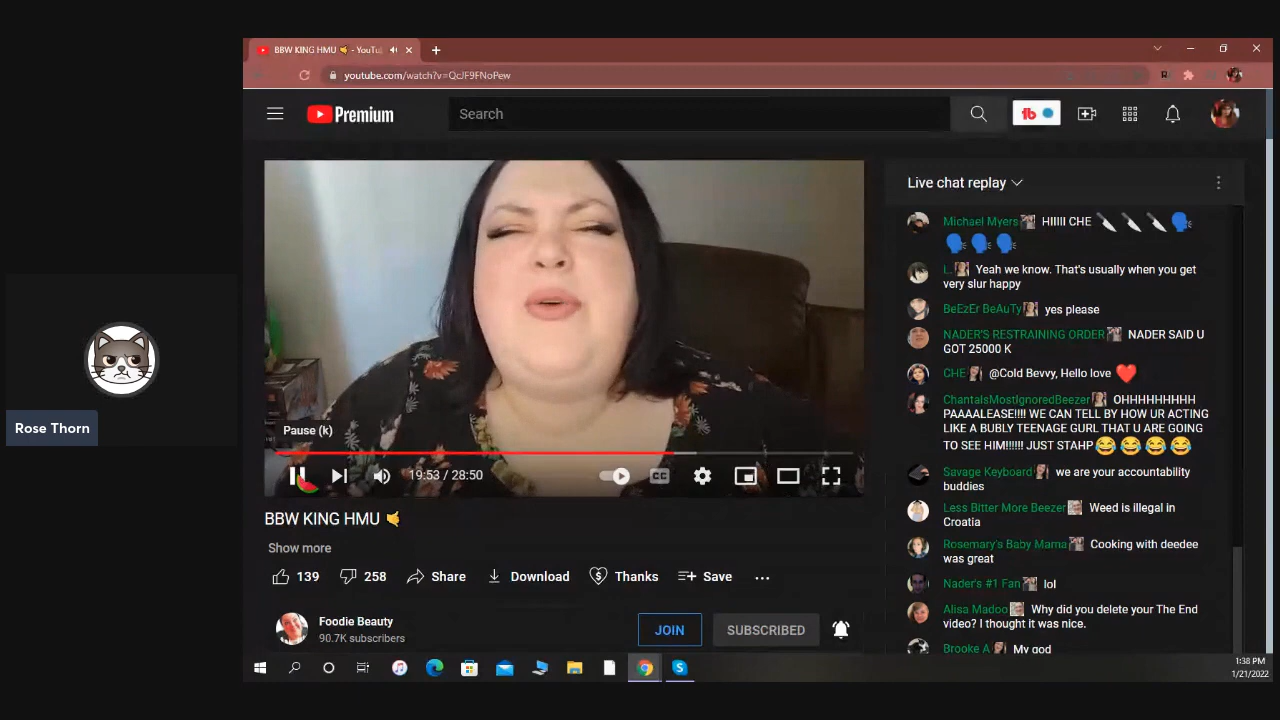 BBW KING HMU 🤙 - YouTu
youtube.com/watch?v=QcJF9FNoPew
Premium
Search
Live chat replay
Michael Myers HIIIII CHE 🔪🔪🔪🗣️
🗣️🗣️🗣️
L.. Yeah we know. That's usually when you get
very slur happy
BeEzEr BeAuTy yes please
NADER'S RESTRAINING ORDER NADER SAID U
GOT 25000 K
CHE @Cold Bevvy, Hello love ❤️
ChantalsMostIgnoredBeezer OHHHHHHHHH
PAAAALEASE!!!! WE CAN TELL BY HOW UR ACTING
LIKE A BUBLY TEENAGE GURL THAT U ARE GOING
TO SEE HIM!!!!!! JUST STAHP😂😂😂😂
Savage Keyboard we are your accountability
buddies
Less Bitter More Beezer Weed is illegal in
Croatia
Rosemary's Baby Mama Cooking with deedee
was great
Nader's #1 Fan lol
Alisa Madoo Why did you delete your The End
video? I thought it was nice.
Brooke A My god
Pause (k)
19:53 / 28:50
CC
BBW KING HMU 🤙
Show more
139 258 Share Download Thanks Save ...
Foodie Beauty
90.7K subscribers
JOIN SUBSCRIBED
Rose Thorn
1:38 PM
1/21/2022